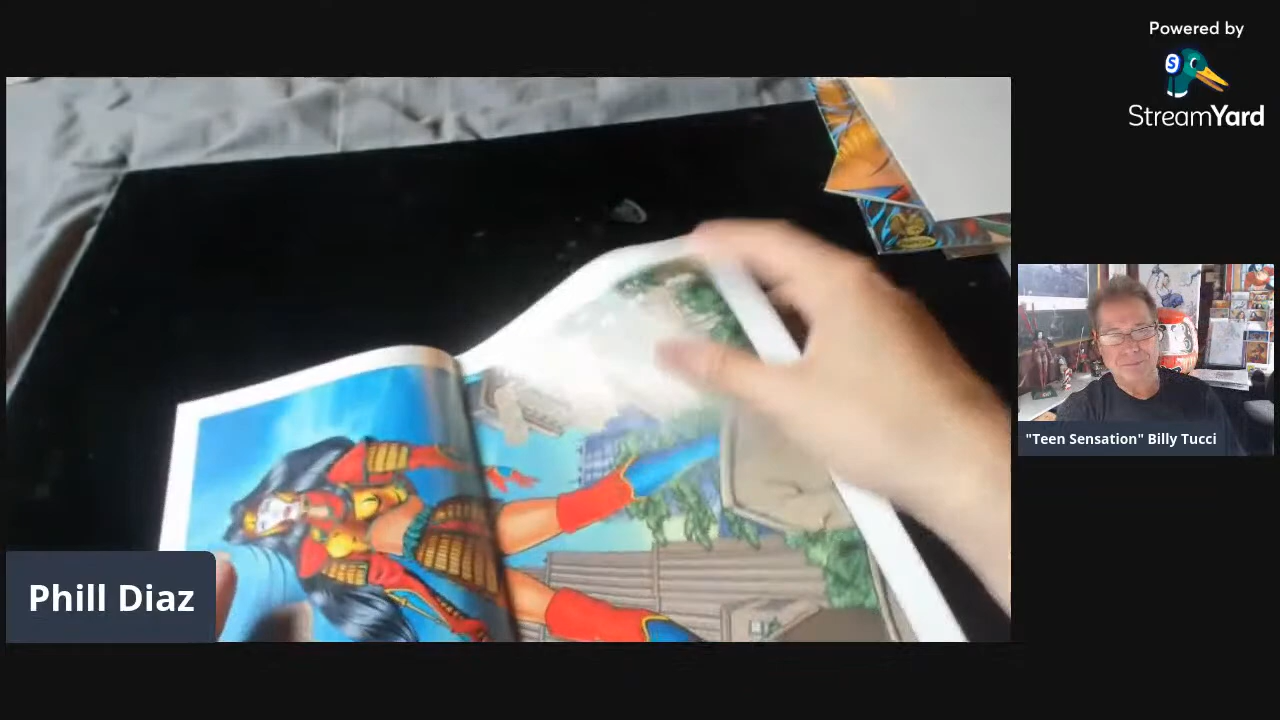 Powered by
S
StreamYard
Phill Diaz
"Teen Sensation" Billy Tucci